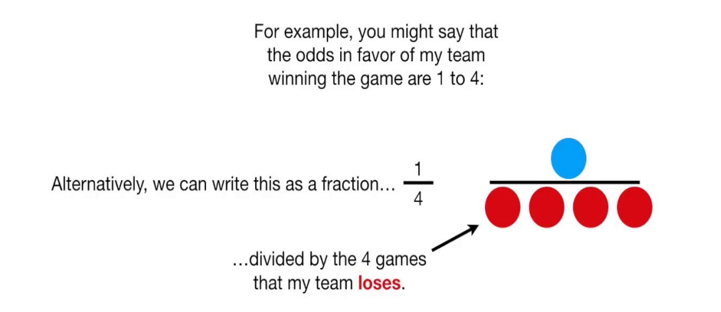 For example, you might say that
the odds in favor of my team
winning the game are 1 to 4:
Alternatively, we can write this as a fraction...
1
4
...divided by the 4 games
that my team loses.